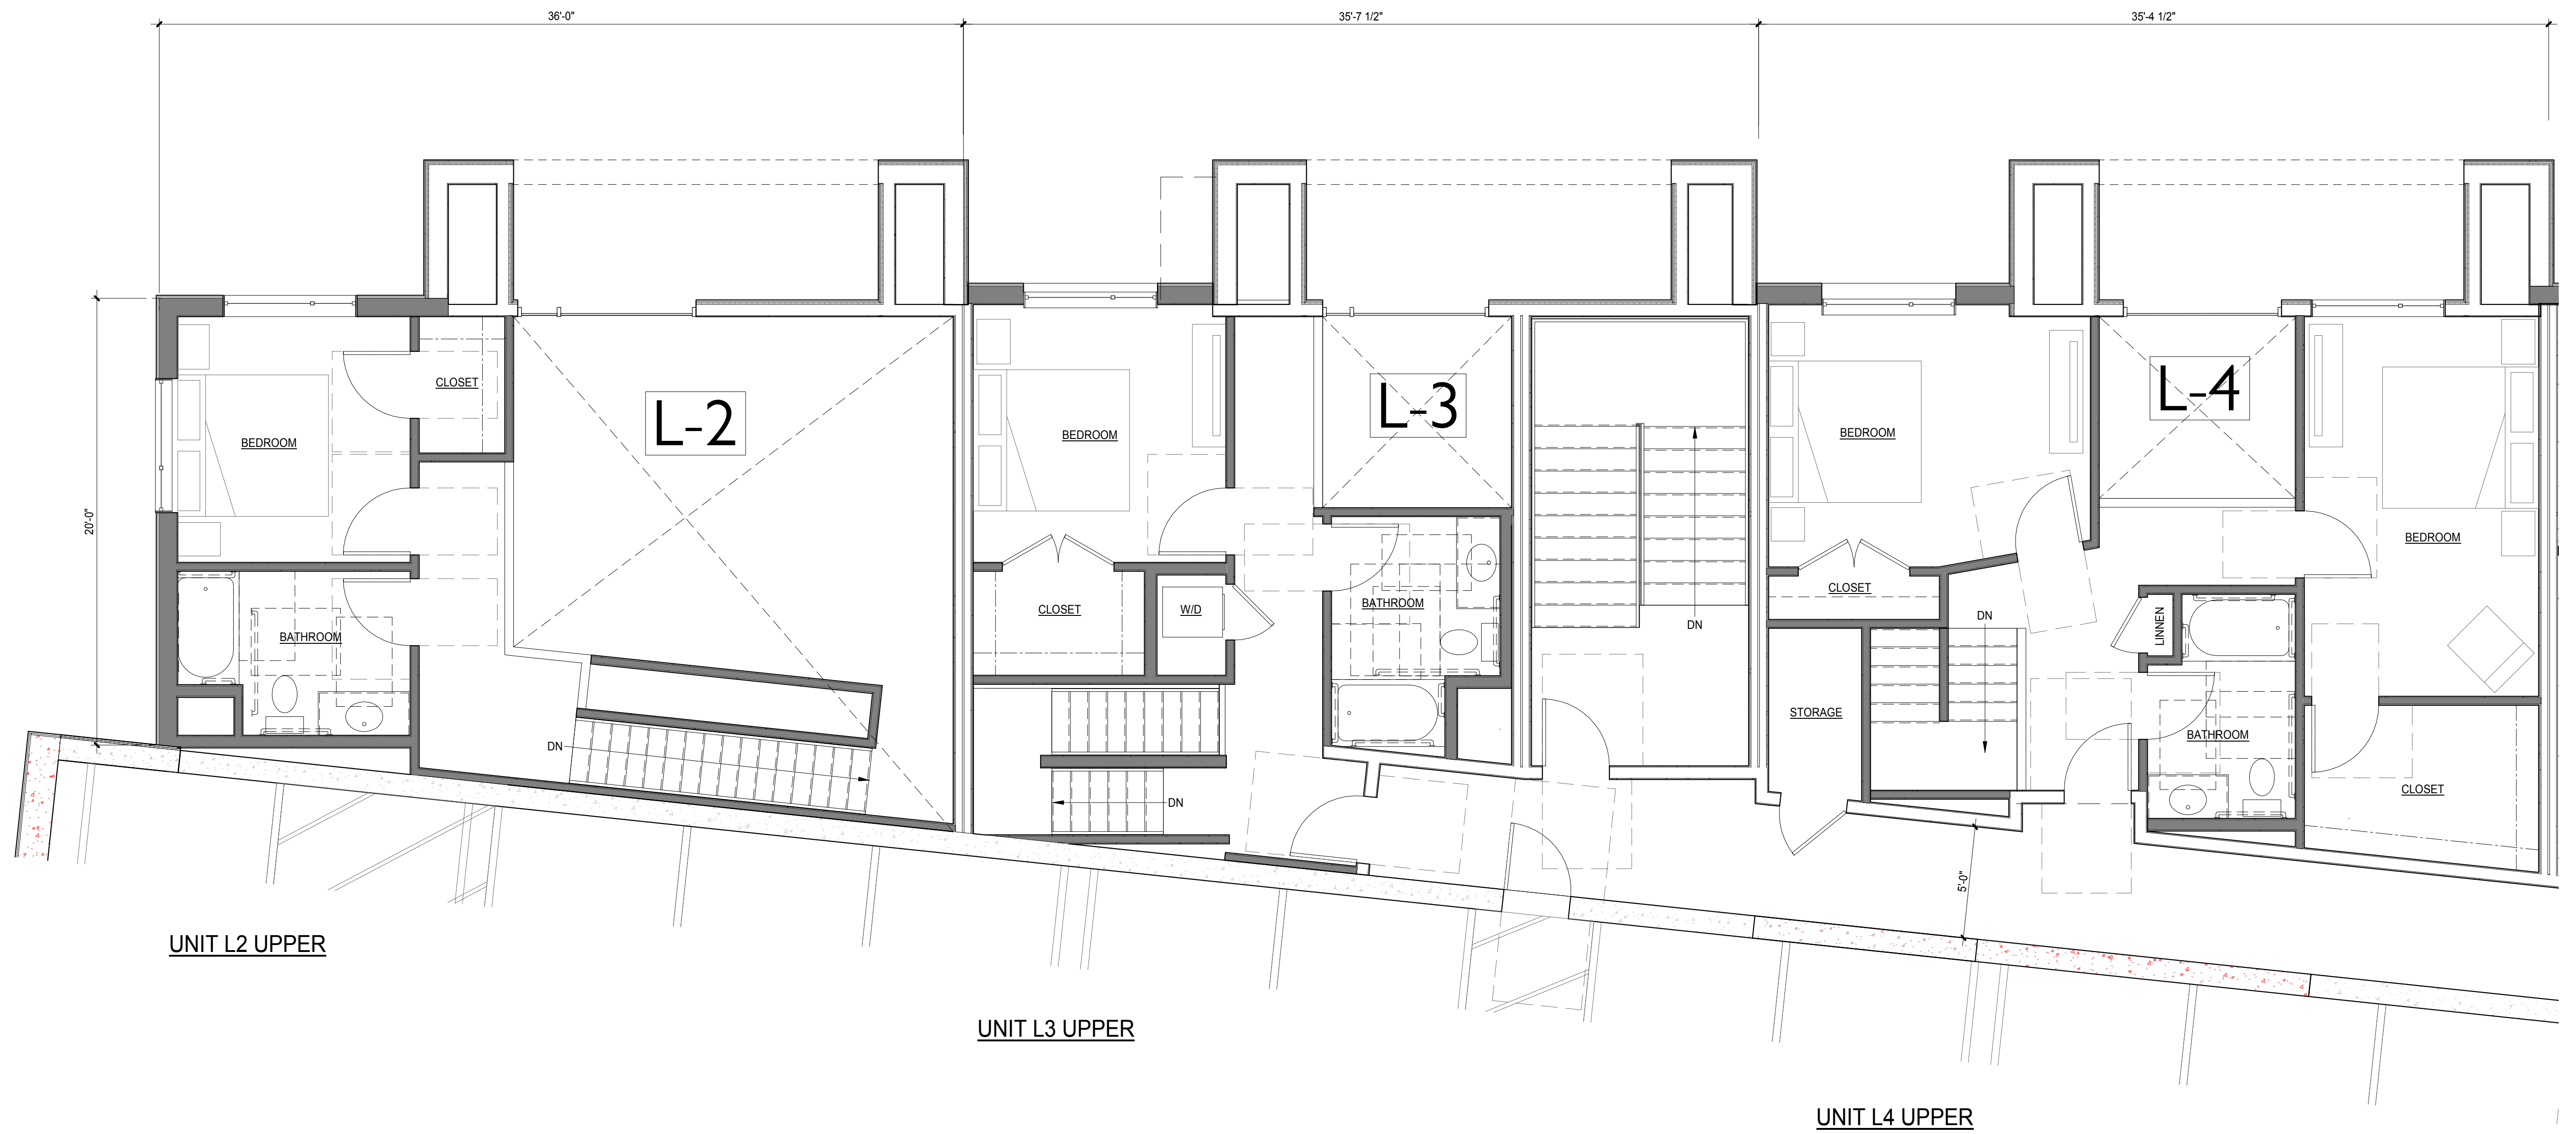 36'-0"
35'-7 1/2"
35'-4 1/2"
20'-0"
L-2
L-3
L-4
CLOSET
BEDROOM
BEDROOM
BEDROOM
BEDROOM
BATHROOM
CLOSET
W/D
BATHROOM
DN
CLOSET
DN
LINNEN
STORAGE
BATHROOM
DN
DN
CLOSET
5'-0"
UNIT L2 UPPER
UNIT L3 UPPER
UNIT L4 UPPER